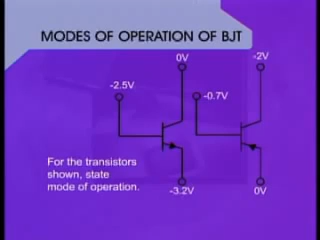 MODES OF OPERATION OF BJT
0V
-2V
-2.5V
-0.7V
For the transistors
shown, state
mode of operation.
-3.2V
0V